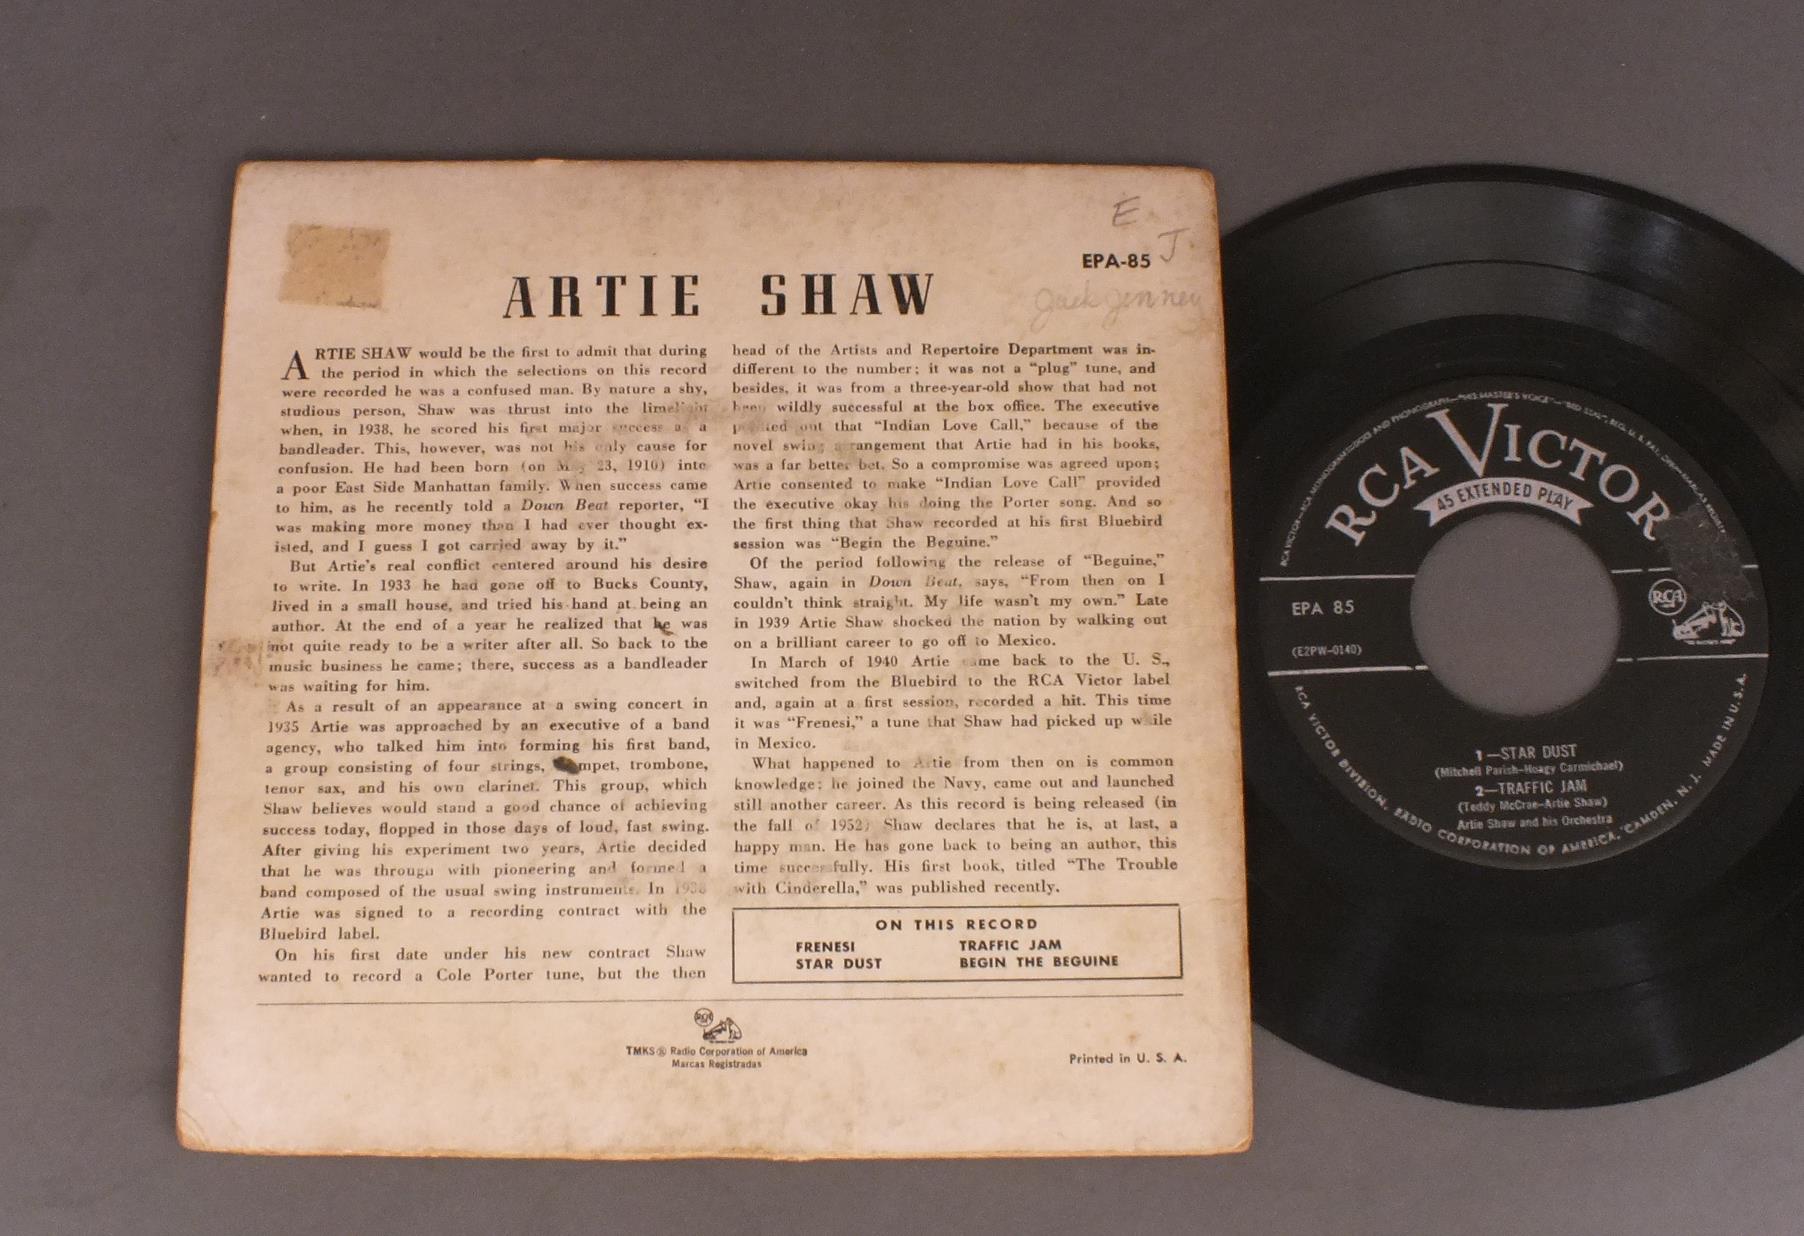 E
J
EPA-85
Jack Jenney
ARTIE SHAW
ARTIE SHAW would be the first to admit that during
the period in which the selections on this record
were recorded he was a confused man. By nature a shy,
studious person, Shaw was thrust into the limelight
when, in 1938, he scored his first major success as a
bandleader. This, however, was not his only cause for
confusion. He had been born (on May 23, 1910) into
a poor East Side Manhattan family. When success came
to him, as he recently told a Down Beat reporter, “I
was making more money than I had ever thought ex-
isted, and I guess I got carried away by it.”
But Artie's real conflict centered around his desire
to write. In 1933 he had gone off to Bucks County,
lived in a small house, and tried his hand at being an
author. At the end of a year he realized that he was
not quite ready to be a writer after all. So back to the
music business he came; there, success as a bandleader
was waiting for him.
As a result of an appearance at a swing concert in
1935 Artie was approached by an executive of a band
agency, who talked him into forming his first band,
a group consisting of four strings, trumpet, trombone,
tenor sax, and his own clarinet. This group, which
Shaw believes would stand a good chance of achieving
success today, flopped in those days of loud, fast swing.
After giving his experiment two years, Artie decided
that he was through with pioneering and formed a
band composed of the usual swing instruments. In 1938
Artie was signed to a recording contract with the
Bluebird label.
On his first date under his new contract Shaw
wanted to record a Cole Porter tune, but the then
head of the Artists and Repertoire Department was in-
different to the number; it was not a “plug” tune, and
besides, it was from a three-year-old show that had not
been wildly successful at the box office. The executive
pointed out that “Indian Love Call,” because of the
novel swing arrangement that Artie had in his books,
was a far better bet. So a compromise was agreed upon;
Artie consented to make “Indian Love Call” provided
the executive okay his doing the Porter song. And so
the first thing that Shaw recorded at his first Bluebird
session was “Begin the Beguine.”
Of the period following the release of “Beguine,”
Shaw, again in Down Beat, says, “From then on I
couldn't think straight. My life wasn't my own.” Late
in 1939 Artie Shaw shocked the nation by walking out
on a brilliant career to go off to Mexico.
In March of 1940 Artie came back to the U. S.,
switched from the Bluebird to the RCA Victor label
and, again at a first session, recorded a hit. This time
it was “Frenesi,” a tune that Shaw had picked up while
in Mexico.
What happened to Artie from then on is common
knowledge; he joined the Navy, came out and launched
still another career. As this record is being released (in
the fall of 1952) Shaw declares that he is, at last, a
happy man. He has gone back to being an author, this
time successfully. His first book, titled “The Trouble
with Cinderella,” was published recently.
ON THIS RECORD
FRENESI TRAFFIC JAM
STAR DUST BEGIN THE BEGUINE
RCA
TMKS ® Radio Corporation of America
Marcas Registradas
Printed in U. S. A.
RCA VICTOR
45 EXTENDED PLAY
EPA 85
(E2PW-0140)
RCA
1—STAR DUST
(Mitchell Parish-Hoagy Carmichael)
2—TRAFFIC JAM
(Teddy McCrae-Artie Shaw)
Artie Shaw and his Orchestra
RCA VICTOR DIVISION, RADIO CORPORATION OF AMERICA, CAMDEN, N. J. MADE IN U.S.A.